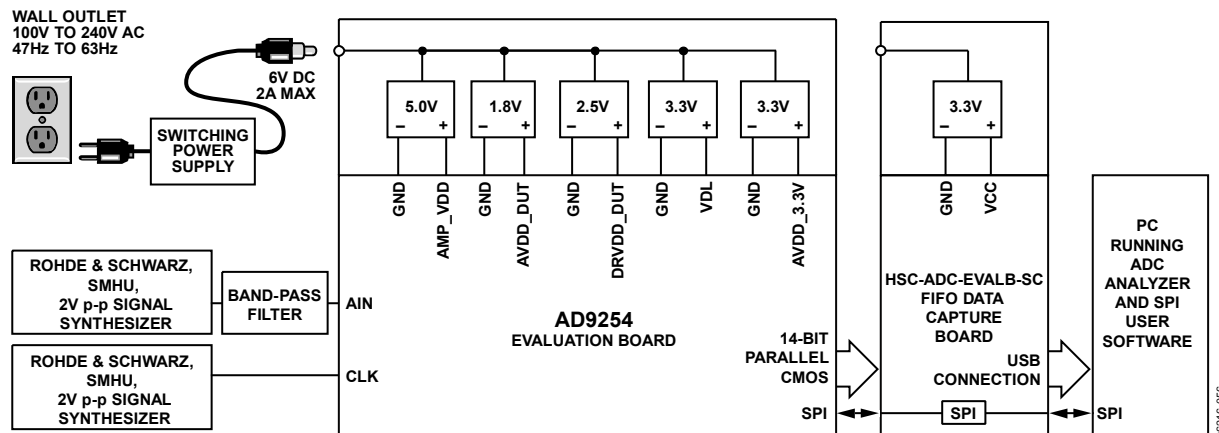 WALL OUTLET
100V TO 240V AC
47Hz TO 63Hz
6V DC
2A MAX
SWITCHING
POWER
SUPPLY
5.0V
1.8V
2.5V
3.3V
3.3V
3.3V
– +
– +
– +
– +
– +
– +
GND
AMP_VDD
GND
AVDD_DUT
GND
DRVDD_DUT
GND
VDL
GND
AVDD_3.3V
GND
VCC
ROHDE & SCHWARZ,
SMHU,
2V p-p SIGNAL
SYNTHESIZER
BAND-PASS
FILTER
AIN
ROHDE & SCHWARZ,
SMHU,
2V p-p SIGNAL
SYNTHESIZER
CLK
AD9254
EVALUATION BOARD
14-BIT
PARALLEL
CMOS
SPI
HSC-ADC-EVALB-SC
FIFO DATA
CAPTURE
BOARD
USB
CONNECTION
SPI
PC
RUNNING
ADC
ANALYZER
AND SPI
USER
SOFTWARE
SPI